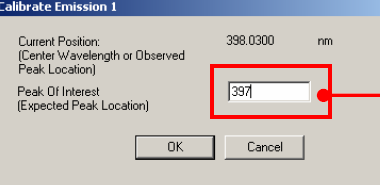 Calibrate Emission 1
Current Position: 398.0300 nm
(Center Wavelength or Observed
Peak Location)
Peak Of Interest 397
(Expected Peak Location)
OK Cancel